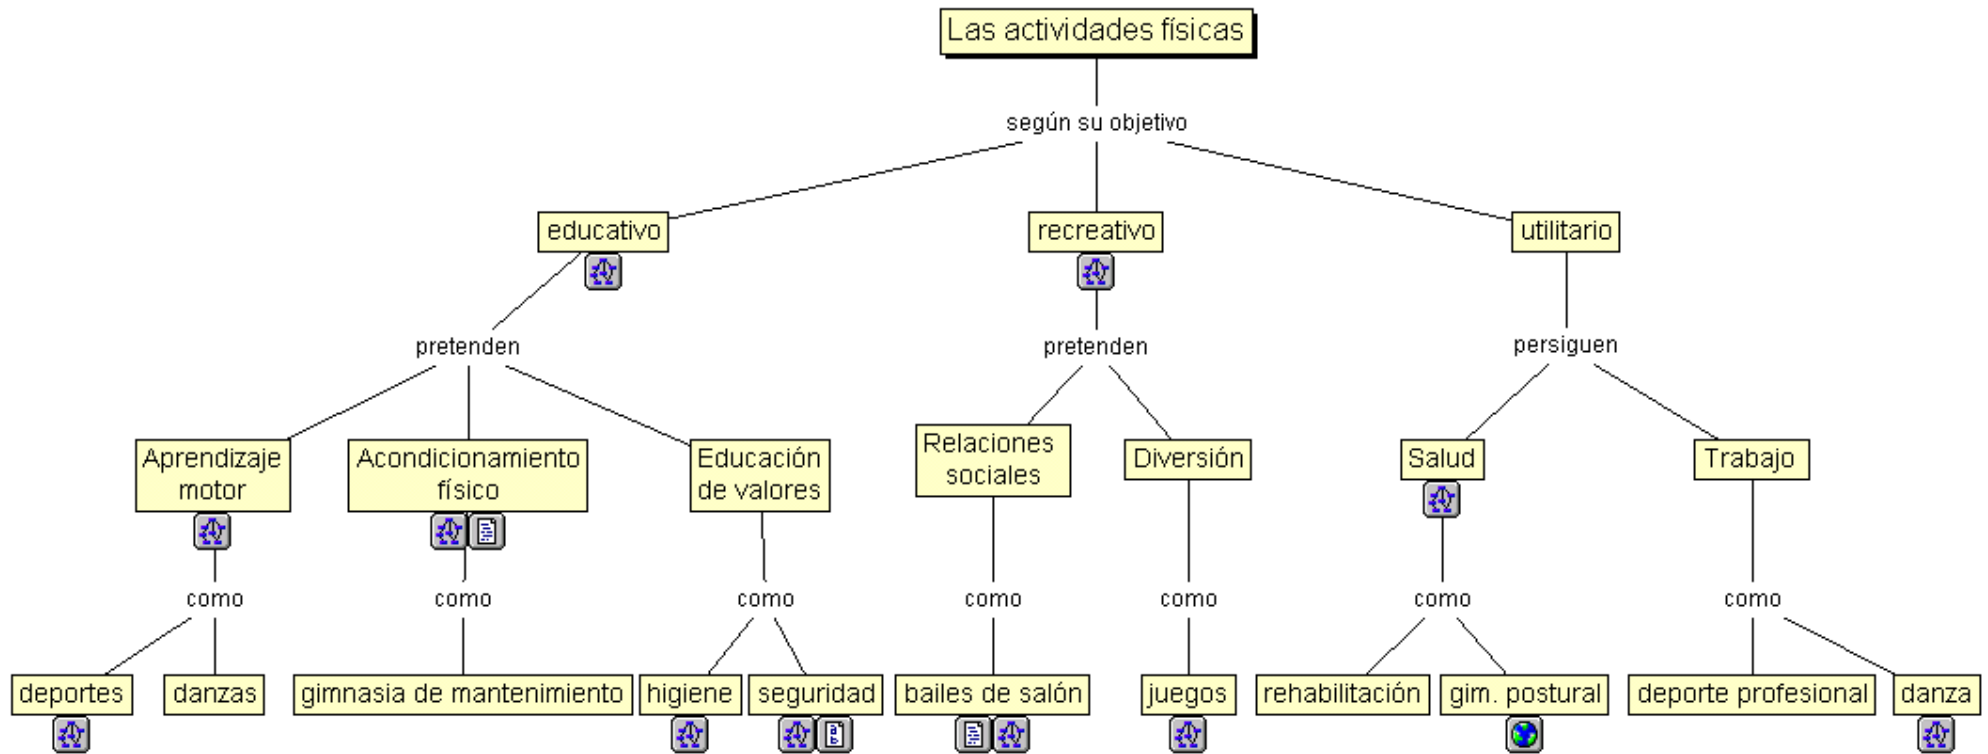 Las actividades físicas
según su objetivo
educativo
recreativo
utilitario
pretenden
pretenden
persiguen
Aprendizaje
motor
Acondicionamiento
físico
Educación
de valores
Relaciones
sociales
Diversión
Salud
Trabajo
como
como
como
como
como
como
como
deportes
danzas
gimnasia de mantenimiento
higiene
seguridad
bailes de salón
juegos
rehabilitación
gim. postural
deporte profesional
danza